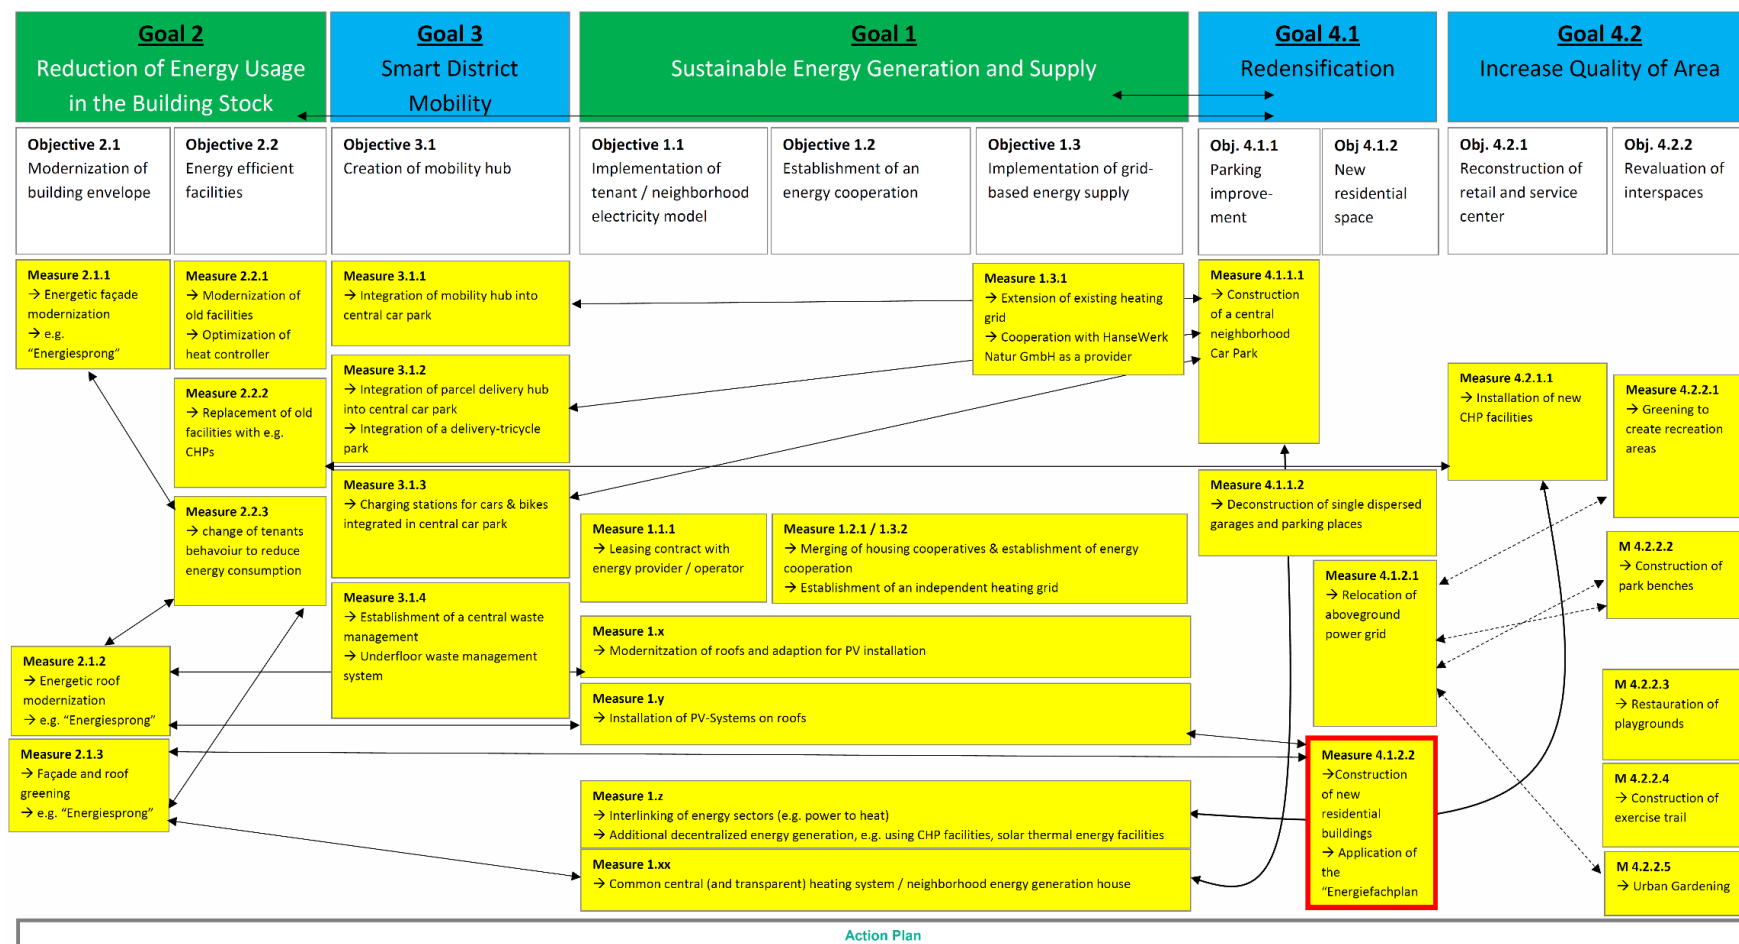 Goal 2
Reduction of Energy Usage
in the Building Stock
Goal 3
Smart District
Mobility
Goal 1
Sustainable Energy Generation and Supply
Goal 4.1
Redensification
Goal 4.2
Increase Quality of Area
Objective 2.1
Modernization of
building envelope
Objective 2.2
Energy efficient
facilities
Objective 3.1
Creation of mobility hub
Objective 1.1
Implementation of
tenant / neighborhood
electricity model
Objective 1.2
Establishment of an
energy cooperation
Objective 1.3
Implementation of grid-
based energy supply
Obj. 4.1.1
Parking
improve-
ment
Obj 4.1.2
New
residential
space
Obj. 4.2.1
Reconstruction of
retail and service
center
Obj. 4.2.2
Revaluation of
interspaces
Measure 2.1.1
→ Energetic façade
modernization
→ e.g.
“Energiesprong”
Measure 2.2.1
→ Modernization of
old facilities
→ Optimization of
heat controller
Measure 2.2.2
→ Replacement of old
facilities with e.g.
CHPs
Measure 2.2.3
→ change of tenants
behavoiur to reduce
energy consumption
Measure 2.1.2
→ Energetic roof
modernization
→ e.g. “Energiesprong”
Measure 2.1.3
→ Façade and roof
greening
→ e.g. “Energiesprong”
Measure 3.1.1
→ Integration of mobility hub into
central car park
Measure 3.1.2
→ Integration of parcel delivery hub
into central car park
→ Integration of a delivery-tricycle
park
Measure 3.1.3
→ Charging stations for cars & bikes
integrated in central car park
Measure 3.1.4
→ Establishment of a central waste
management
→ Underfloor waste management
system
Measure 1.3.1
→ Extension of existing heating
grid
→ Cooperation with HanseWerk
Natur GmbH as a provider
Measure 1.1.1
→ Leasing contract with
energy provider / operator
Measure 1.2.1 / 1.3.2
→ Merging of housing cooperatives & establishment of energy
cooperation
→ Establishment of an independent heating grid
Measure 1.x
→ Modernitzation of roofs and adaption for PV installation
Measure 1.y
→ Installation of PV-Systems on roofs
Measure 1.z
→ Interlinking of energy sectors (e.g. power to heat)
→ Additional decentralized energy generation, e.g. using CHP facilities, solar thermal energy facilities
Measure 1.xx
→ Common central (and transparent) heating system / neighborhood energy generation house
Measure 4.1.1.1
→ Construction
of a central
neighborhood
Car Park
Measure 4.1.1.2
→ Deconstruction of single dispersed
garages and parking places
Measure 4.1.2.1
→ Relocation of
aboveground
power grid
Measure 4.1.2.2
→Construction
of new
residential
buildings
→ Application of
the
“Energiefachplan
Measure 4.2.1.1
→ Installation of new
CHP facilities
Measure 4.2.2.1
→ Greening to
create recreation
areas
M 4.2.2.2
→ Construction of
park benches
M 4.2.2.3
→ Restauration of
playgrounds
M 4.2.2.4
→ Construction of
exercise trail
M 4.2.2.5
→ Urban Gardening
Action Plan